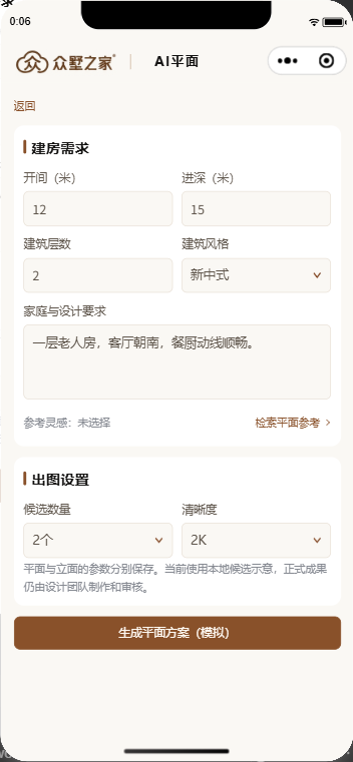 0:06
众墅之家
AI平面
返回
建房需求
开间（米）
进深（米）
12
15
建筑层数
建筑风格
2
新中式
家庭与设计要求
一层老人房，客厅朝南，餐厨动线顺畅。
参考灵感：未选择
检索平面参考
出图设置
候选数量
清晰度
2个
2K
平面与立面的参数分别保存。当前使用本地候选示意，正式成果
仍由设计团队制作和审核。
生成平面方案（模拟）